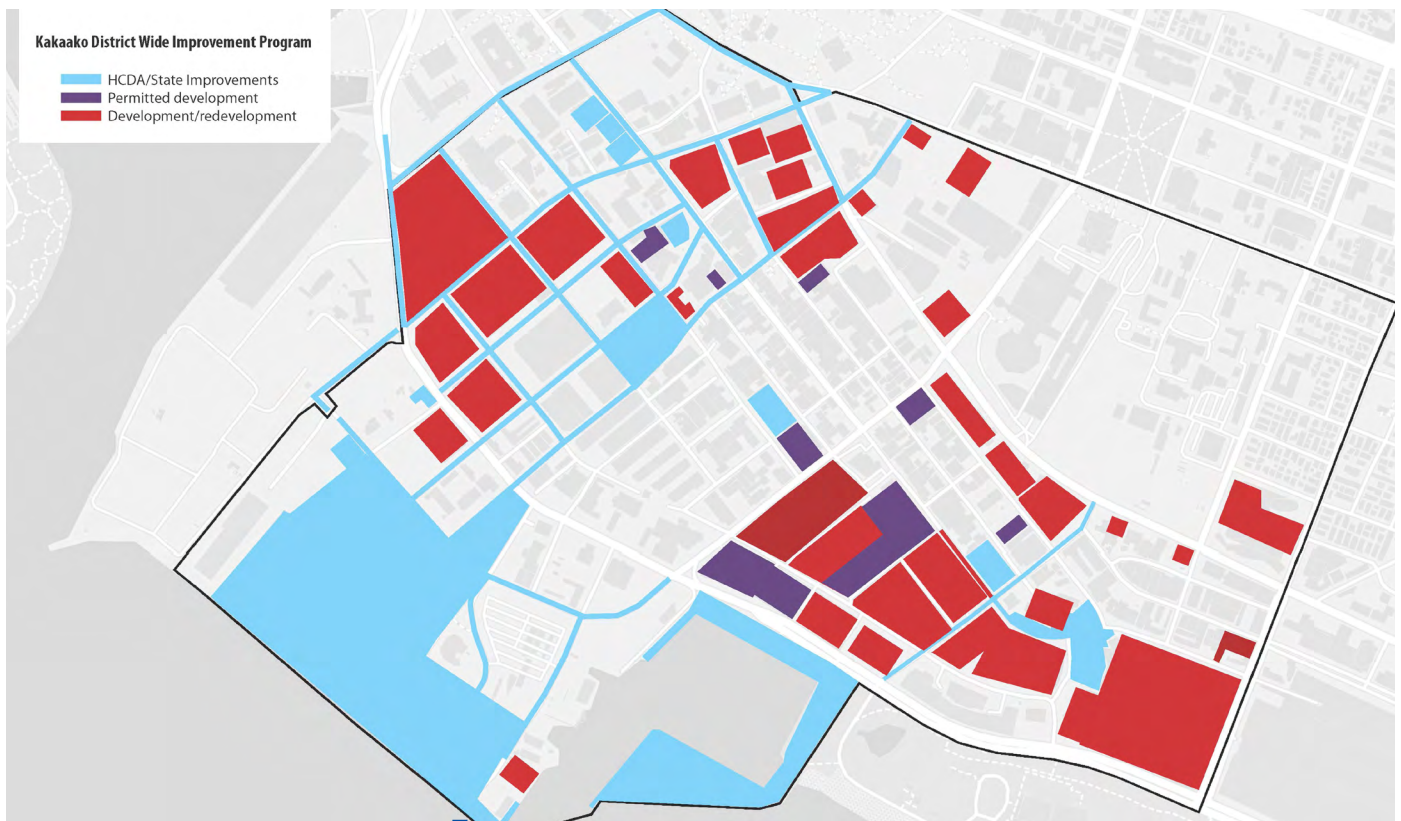 Kakaako District Wide Improvement Program
HCDA/State Improvements
Permitted development
Development/redevelopment